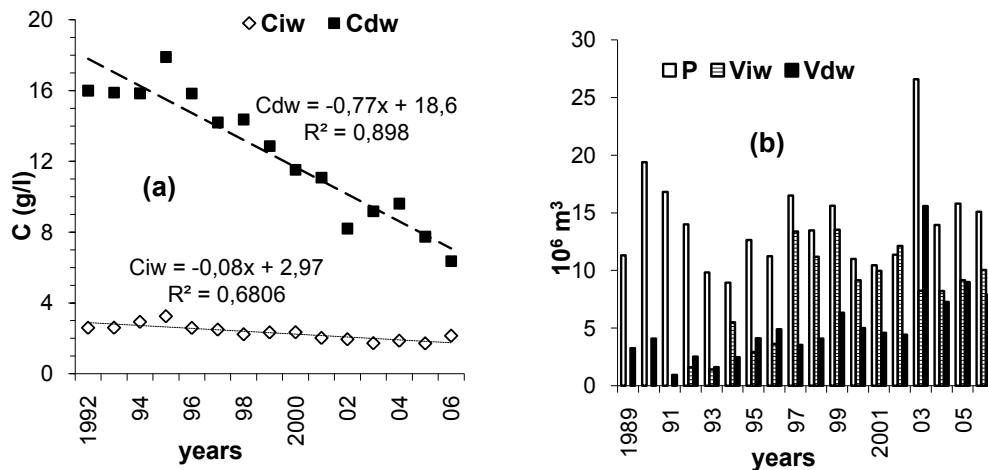 20
16
12
8
4
0
C (g/l)
Ciw
Cdw
Cdw = -0,77x + 18,6
R² = 0,898
(a)
Ciw = -0,08x + 2,97
R² = 0,6806
1992
94
96
98
2000
02
04
06
years
30
25
20
15
10
5
0
10⁶ m³
P
Viw
Vdw
(b)
1989
91
93
95
97
99
2001
03
05
years